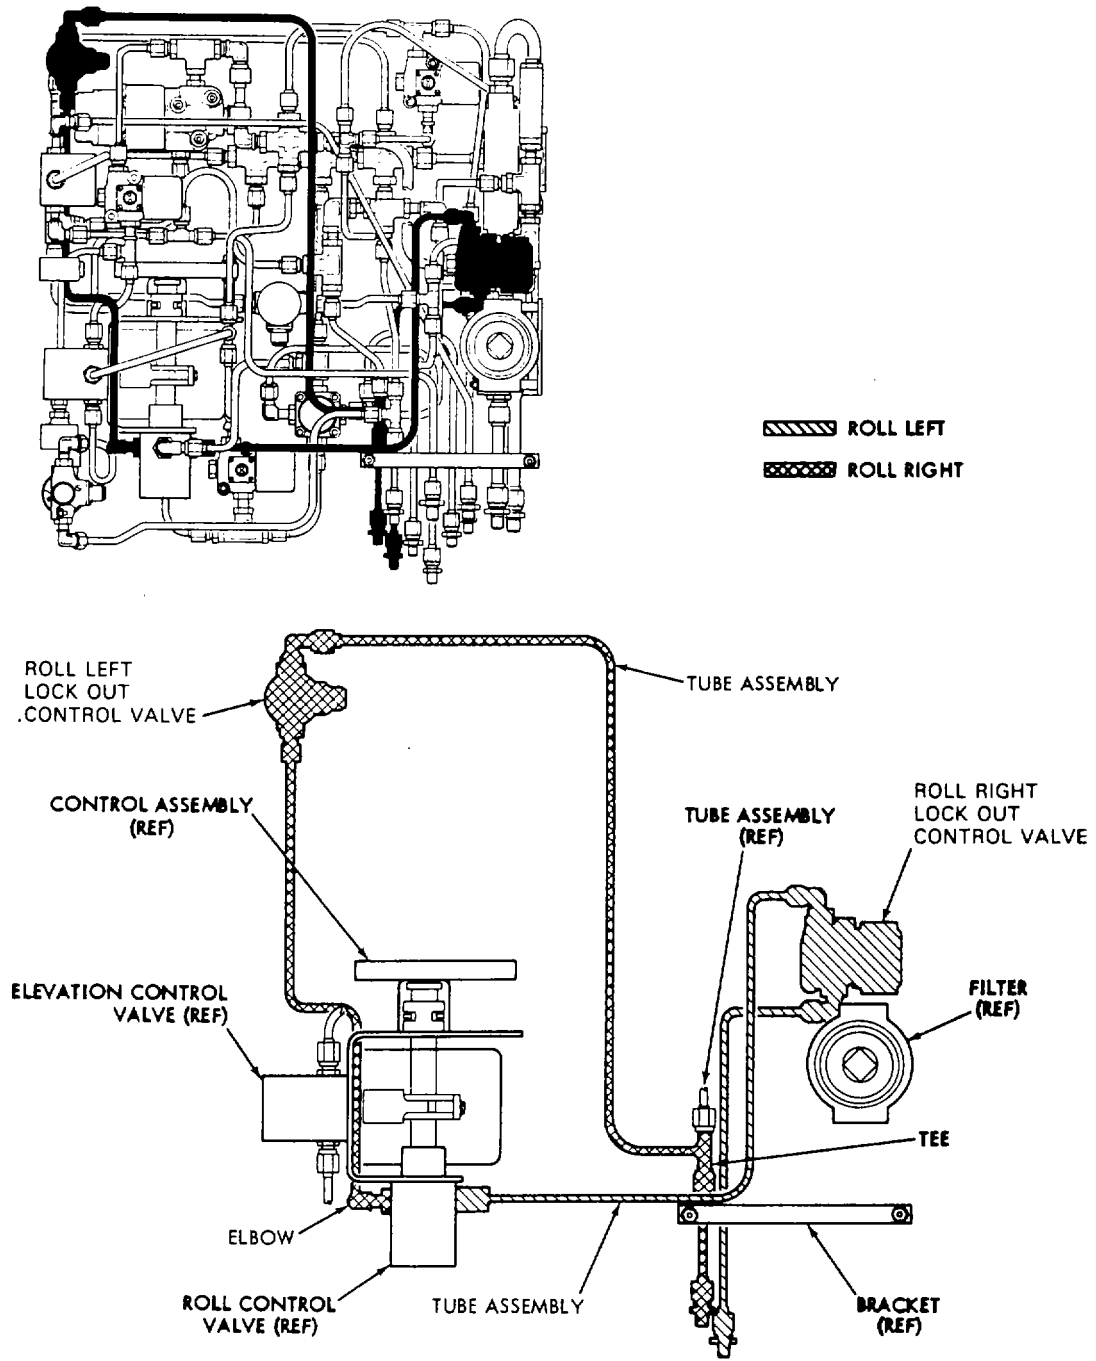 ROLL LEFT
ROLL RIGHT
ROLL LEFT
LOCK OUT
.CONTROL VALVE
TUBE ASSEMBLY
CONTROL ASSEMBLY
(REF)
TUBE ASSEMBLY
(REF)
ROLL RIGHT
LOCK OUT
CONTROL VALVE
ELEVATION CONTROL
VALVE (REF)
FILTER
(REF)
TEE
ELBOW
ROLL CONTROL
VALVE (REF)
TUBE ASSEMBLY
BRACKET
(REF)